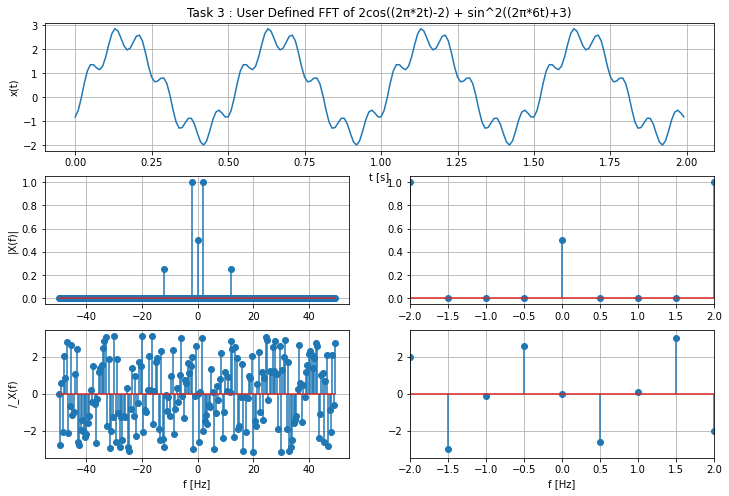 Task 3 : User Defined FFT of 2cos((2π*2t)-2) + sin^2((2π*6t)+3)
x(t)
3
2
1
0
−1
−2
0.00 0.25 0.50 0.75 1.00 1.25 1.50 1.75 2.00
t [s]
|X(f)|
1.0
0.8
0.6
0.4
0.2
0.0
−40 −20 0 20 40
1.0
0.8
0.6
0.4
0.2
0.0
−2.0 −1.5 −1.0 −0.5 0.0 0.5 1.0 1.5 2.0
/_X(f)
2
0
−2
−40 −20 0 20 40
f [Hz]
2
0
−2
−2.0 −1.5 −1.0 −0.5 0.0 0.5 1.0 1.5 2.0
f [Hz]